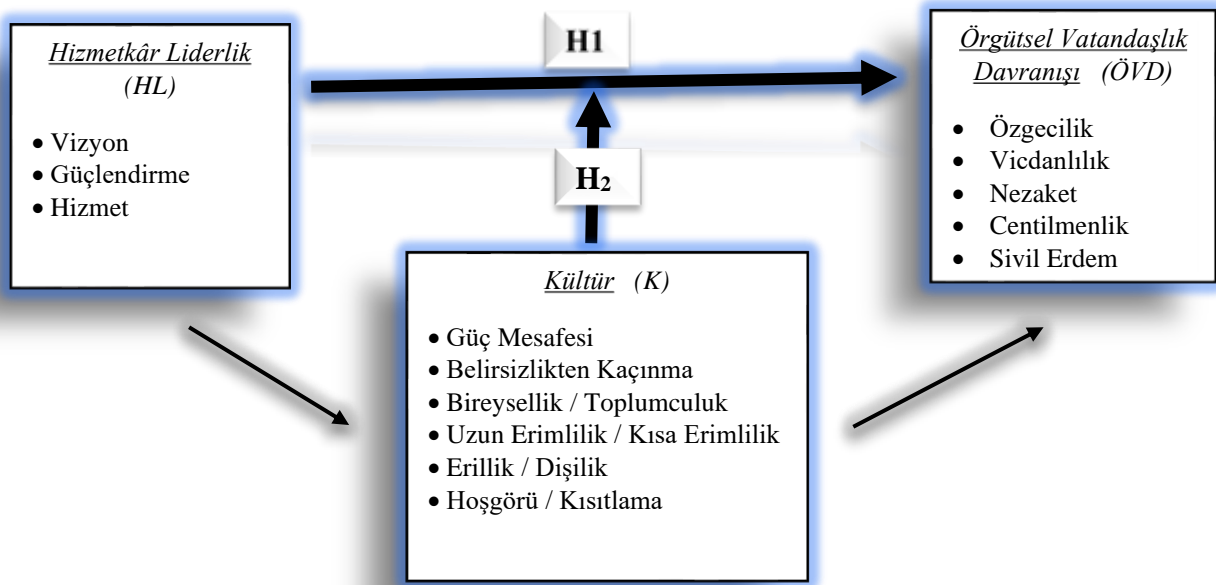 Hizmetkâr Liderlik
(HL)
• Vizyon
• Güçlendirme
• Hizmet
H1
H₂
Örgütsel Vatandaşlık
Davranışı (ÖVD)
• Özgecilik
• Vicdanlılık
• Nezaket
• Centilmenlik
• Sivil Erdem
Kültür (K)
• Güç Mesafesi
• Belirsizlikten Kaçınma
• Bireysellik / Toplumculuk
• Uzun Erimlilik / Kısa Erimlilik
• Erillik / Dişilik
• Hoşgörü / Kısıtlama